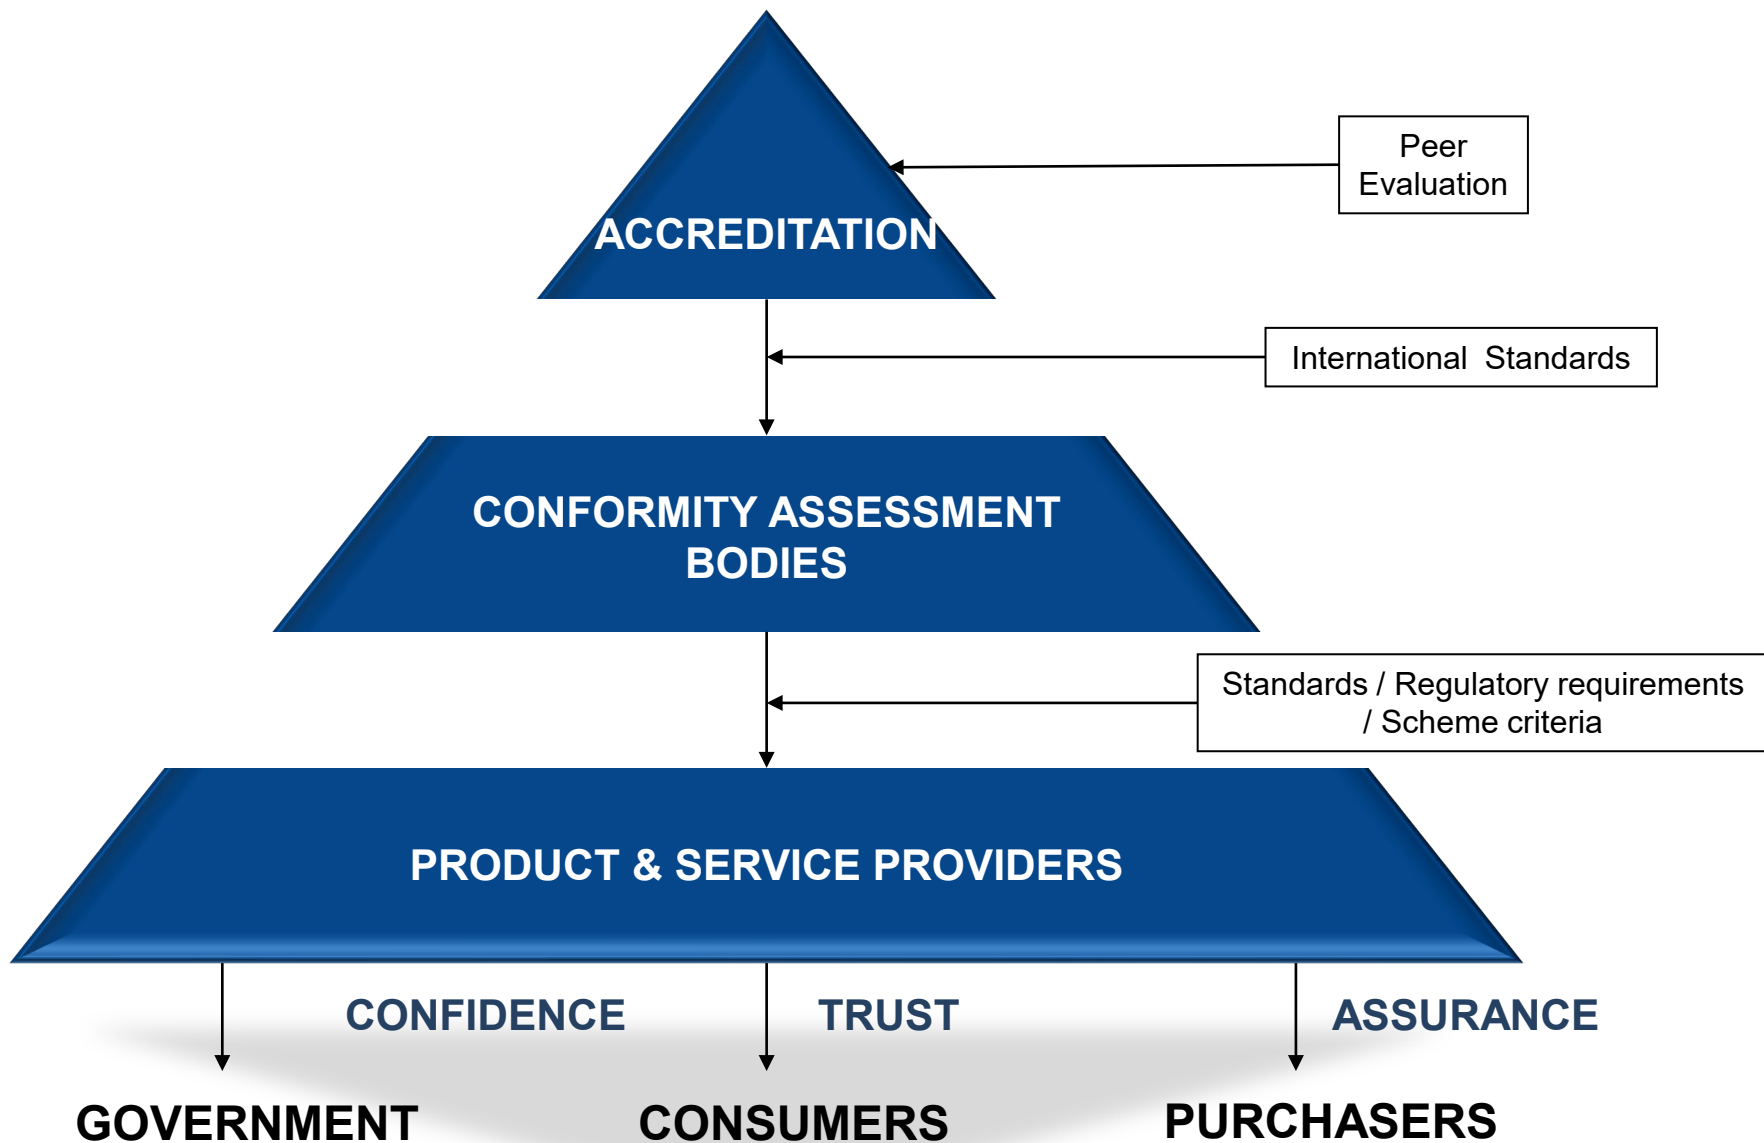 Peer
Evaluation
ACCREDITATION
International Standards
CONFORMITY ASSESSMENT
BODIES
Standards / Regulatory requirements
/ Scheme criteria
PRODUCT & SERVICE PROVIDERS
CONFIDENCE
TRUST
ASSURANCE
GOVERNMENT
CONSUMERS
PURCHASERS